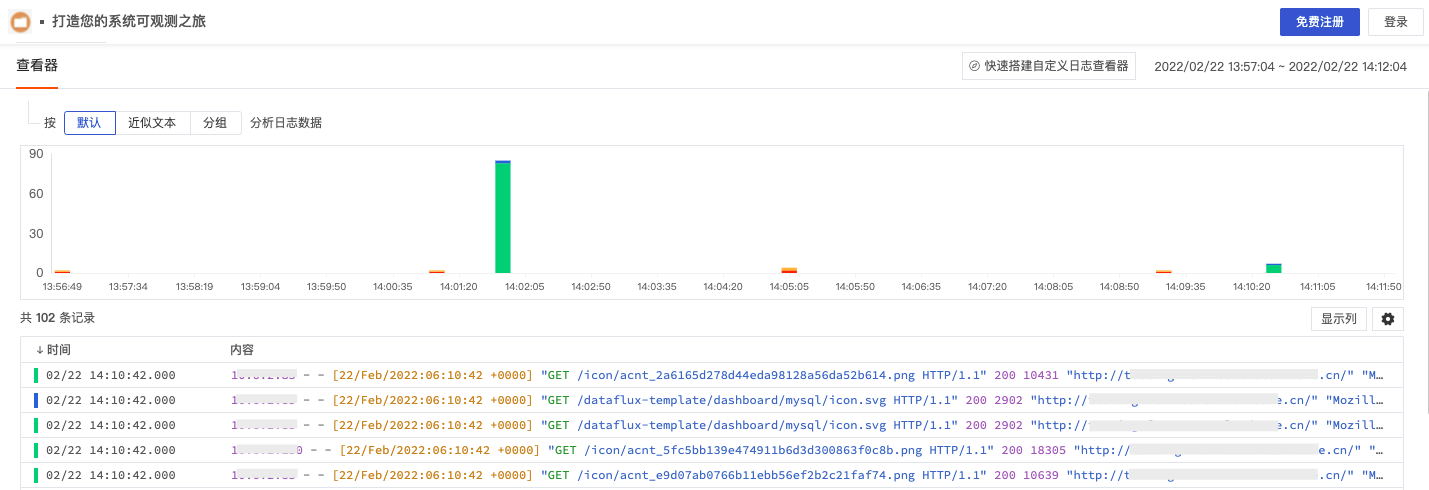 打造您的系统可观测之旅
免费注册
登录
查看器
快速搭建自定义日志查看器
2022/02/22 13:57:04 ~ 2022/02/22 14:12:04
按 默认 近似文本 分组 分析日志数据
90
60
30
0
13:56:49 13:57:34 13:58:19 13:59:04 13:59:50 14:00:35 14:01:20 14:02:05 14:02:50 14:03:35 14:04:20 14:05:05 14:05:50 14:06:35 14:07:20 14:08:05 14:08:50 14:09:35 14:10:20 14:11:05 14:11:50
共 102 条记录
显示列
↓时间 内容
02/22 14:10:42.000 - - [22/Feb/2022:06:10:42 +0000] "GET /icon/acnt_2a6165d278d44eda98128a56da52b614.png HTTP/1.1" 200 10431 "http://t .cn/" "M…
02/22 14:10:42.000 - - [22/Feb/2022:06:10:42 +0000] "GET /dataflux-template/dashboard/mysql/icon.svg HTTP/1.1" 200 2902 "http:// e.cn/" "Mozill…
02/22 14:10:42.000 - - [22/Feb/2022:06:10:42 +0000] "GET /dataflux-template/dashboard/mysql/icon.svg HTTP/1.1" 200 2902 "http:// .cn/" "Mozill…
02/22 14:10:42.000 - - [22/Feb/2022:06:10:42 +0000] "GET /icon/acnt_5fc5bb139e474911b6d3d300863f0c8b.png HTTP/1.1" 200 18305 "http:// e.cn/" "M…
02/22 14:10:42.000 - - [22/Feb/2022:06:10:42 +0000] "GET /icon/acnt_e9d07ab0766b11ebb56ef2b2c21faf74.png HTTP/1.1" 200 10639 "http://t .cn/" "M…